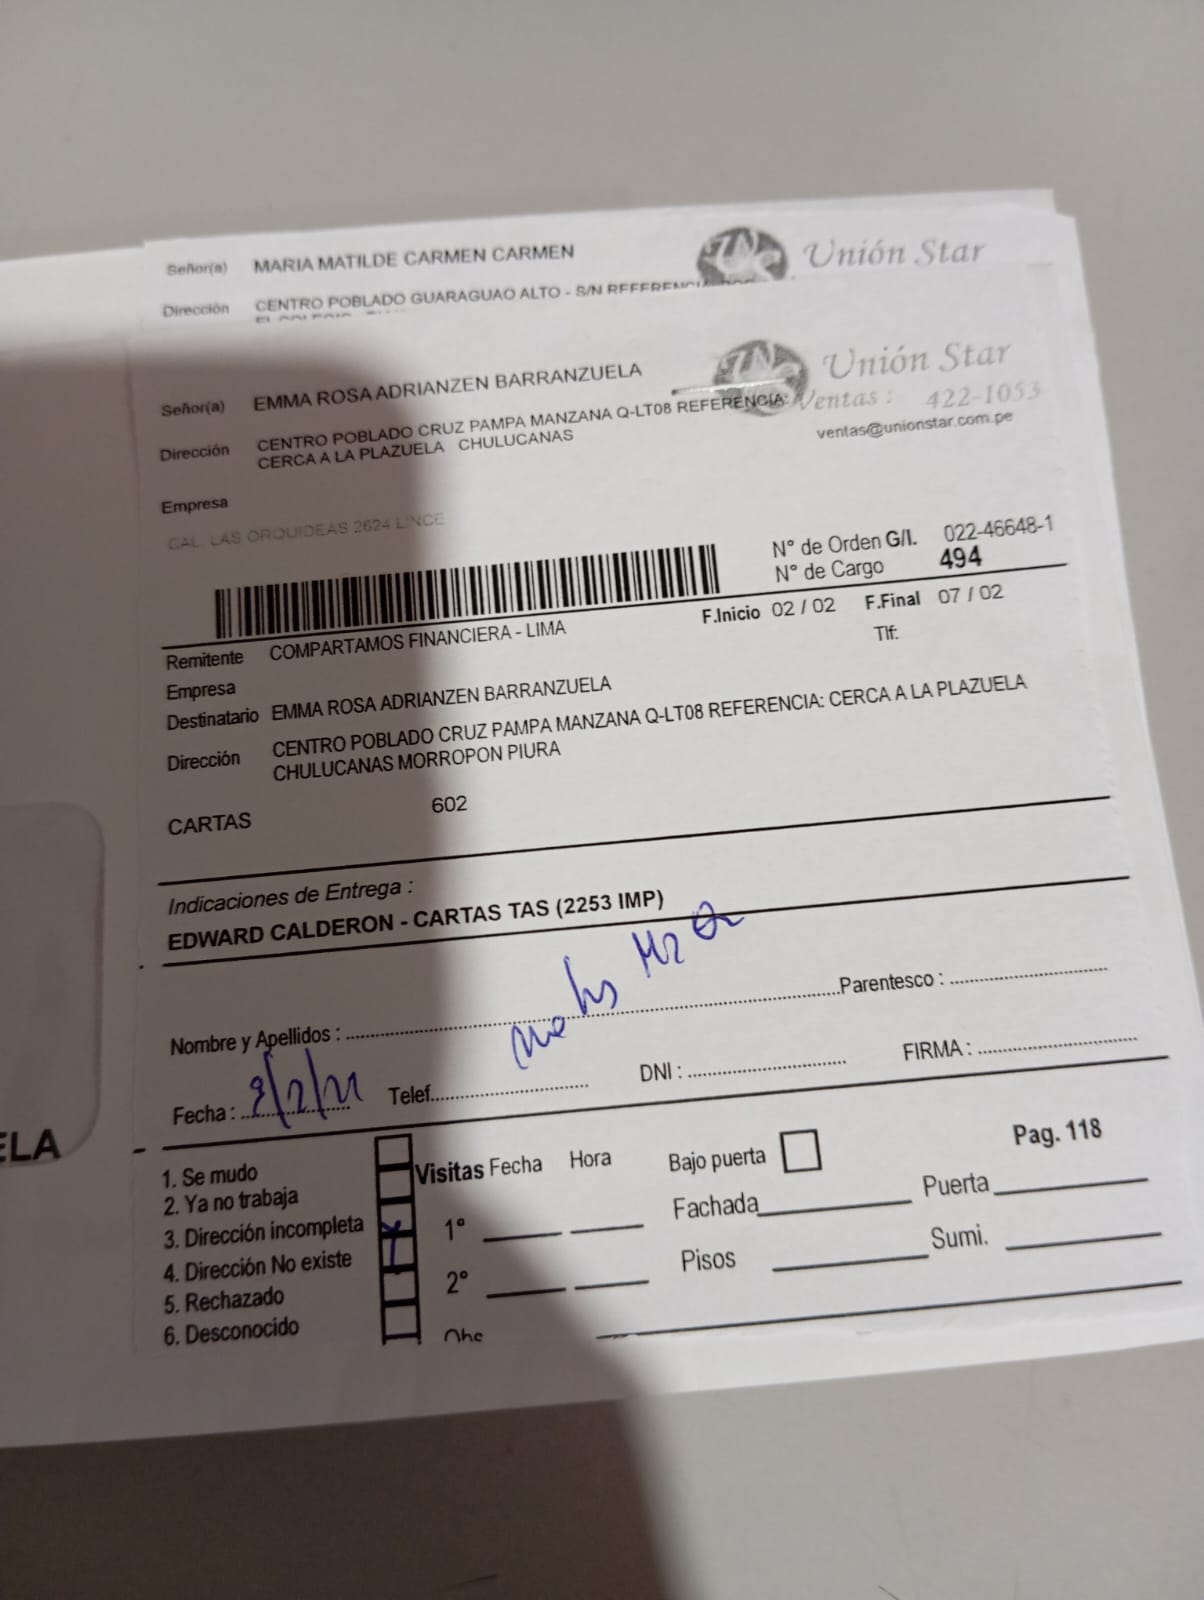 Señor(a) MARIA MATILDE CARMEN CARMEN
Unión Star
Dirección CENTRO POBLADO GUARAGUAO ALTO - S/N REFERENCIA:
Unión Star
Señor(a) EMMA ROSA ADRIANZEN BARRANZUELA
Ventas : 422-1053
Dirección CENTRO POBLADO CRUZ PAMPA MANZANA Q-LT08 REFERENCIA:
CERCA A LA PLAZUELA CHULUCANAS
ventas@unionstar.com.pe
Empresa
CAL. LAS ORQUIDEAS 2624 LINCE
N° de Orden G/I. 022-46648-1
N° de Cargo 494
F.Inicio 02 / 02 F.Final 07 / 02
Remitente COMPARTAMOS FINANCIERA - LIMA
Tlf:
Empresa
Destinatario EMMA ROSA ADRIANZEN BARRANZUELA
Dirección CENTRO POBLADO CRUZ PAMPA MANZANA Q-LT08 REFERENCIA: CERCA A LA PLAZUELA
CHULUCANAS MORROPON PIURA
CARTAS 602
Indicaciones de Entrega :
EDWARD CALDERON - CARTAS TAS (2253 IMP)
Mz Q
Nombre y Apellidos : Parentesco :
Fecha : Telef. DNI : FIRMA :
ELA
1. Se mudo
2. Ya no trabaja
3. Dirección incompleta
4. Dirección No existe
5. Rechazado
6. Desconocido
Visitas Fecha Hora
1°
2°
Obs
Bajo puerta
Pag. 118
Fachada Puerta
Pisos Sumi.